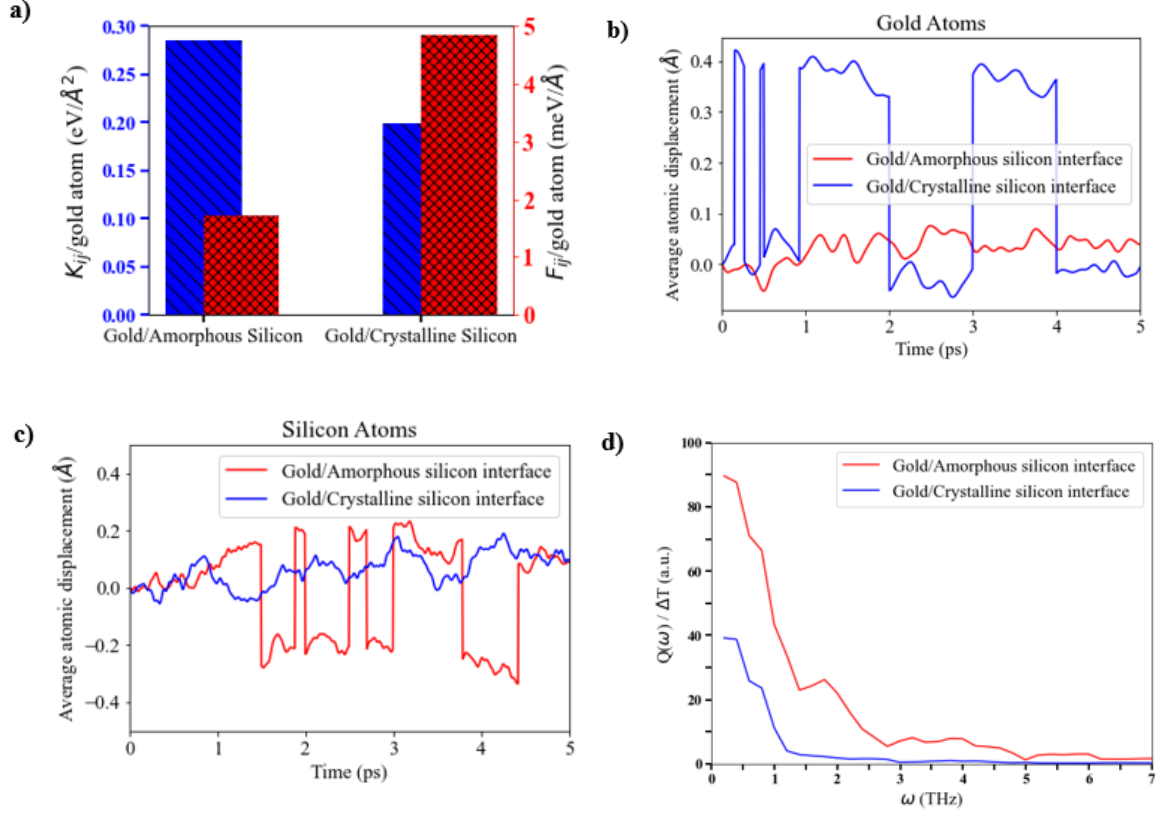 a)
0.30
0.25
0.20
0.15
0.10
0.05
0.00
K_ij/gold atom (eV/Å²)
5
4
3
2
1
0
F_ij/gold atom (meV/Å)
Gold/Amorphous Silicon
Gold/Crystalline Silicon
b)
Gold Atoms
Average atomic displacement (Å)
0.4
0.3
0.2
0.1
0.0
Gold/Amorphous silicon interface
Gold/Crystalline silicon interface
0 1 2 3 4 5
Time (ps)
c)
Silicon Atoms
Average atomic displacement (Å)
0.4
0.2
0.0
−0.2
−0.4
Gold/Amorphous silicon interface
Gold/Crystalline silicon interface
0 1 2 3 4 5
Time (ps)
d)
Q(ω) / ΔT (a.u.)
100
80
60
40
20
0
Gold/Amorphous silicon interface
Gold/Crystalline silicon interface
0 1 2 3 4 5 6 7
ω (THz)